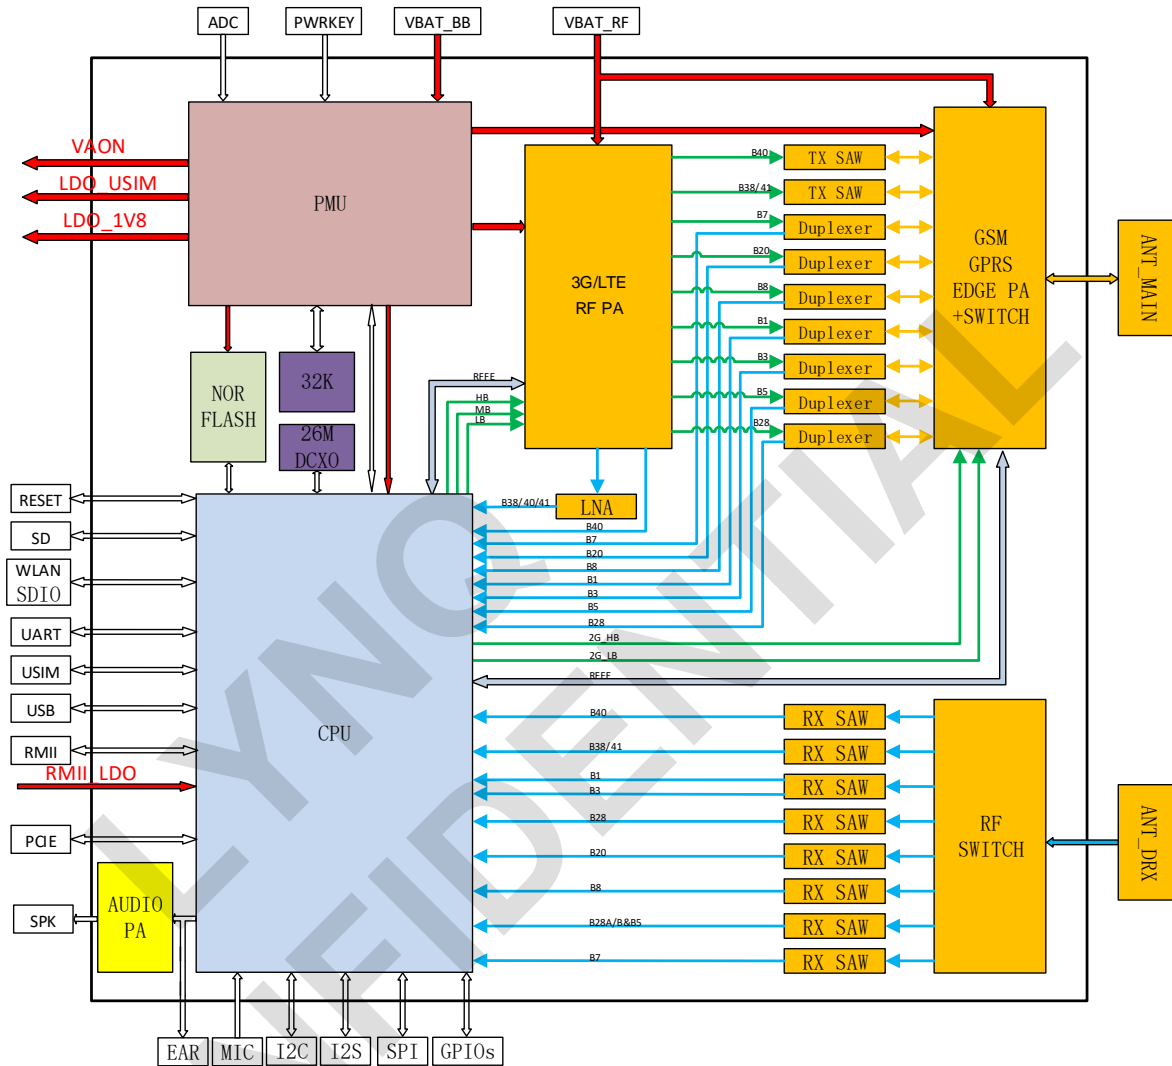 ADC
PWRKEY
VBAT_BB
VBAT_RF
VAON
LDO_USIM
LDO_1V8
PMU
3G/LTE
RF PA
B40
TX SAW
B38/41
TX SAW
B7
Duplexer
B20
Duplexer
B8
Duplexer
B1
Duplexer
B3
Duplexer
B5
Duplexer
B28
Duplexer
GSM
GPRS
EDGE PA
+SWITCH
ANT_MAIN
NOR
FLASH
32K
26M
DCXO
RFFE
HB
MB
LB
LNA
B38/40/41
B40
B7
B20
B8
B1
B3
B5
B28
2G_HB
2G_LB
RFFE
RESET
SD
WLAN
SDIO
UART
USIM
USB
RMII
RMII_LDO
PCIE
CPU
B40
RX SAW
B38/41
RX SAW
B1
B3
RX SAW
B28
RX SAW
B20
RX SAW
B8
RX SAW
B28A/B&B5
RX SAW
B7
RX SAW
RF
SWITCH
ANT_DRX
AUDIO
PA
SPK
EAR
MIC
I2C
I2S
SPI
GPIOs
LYNQ
NFIDENTIAL